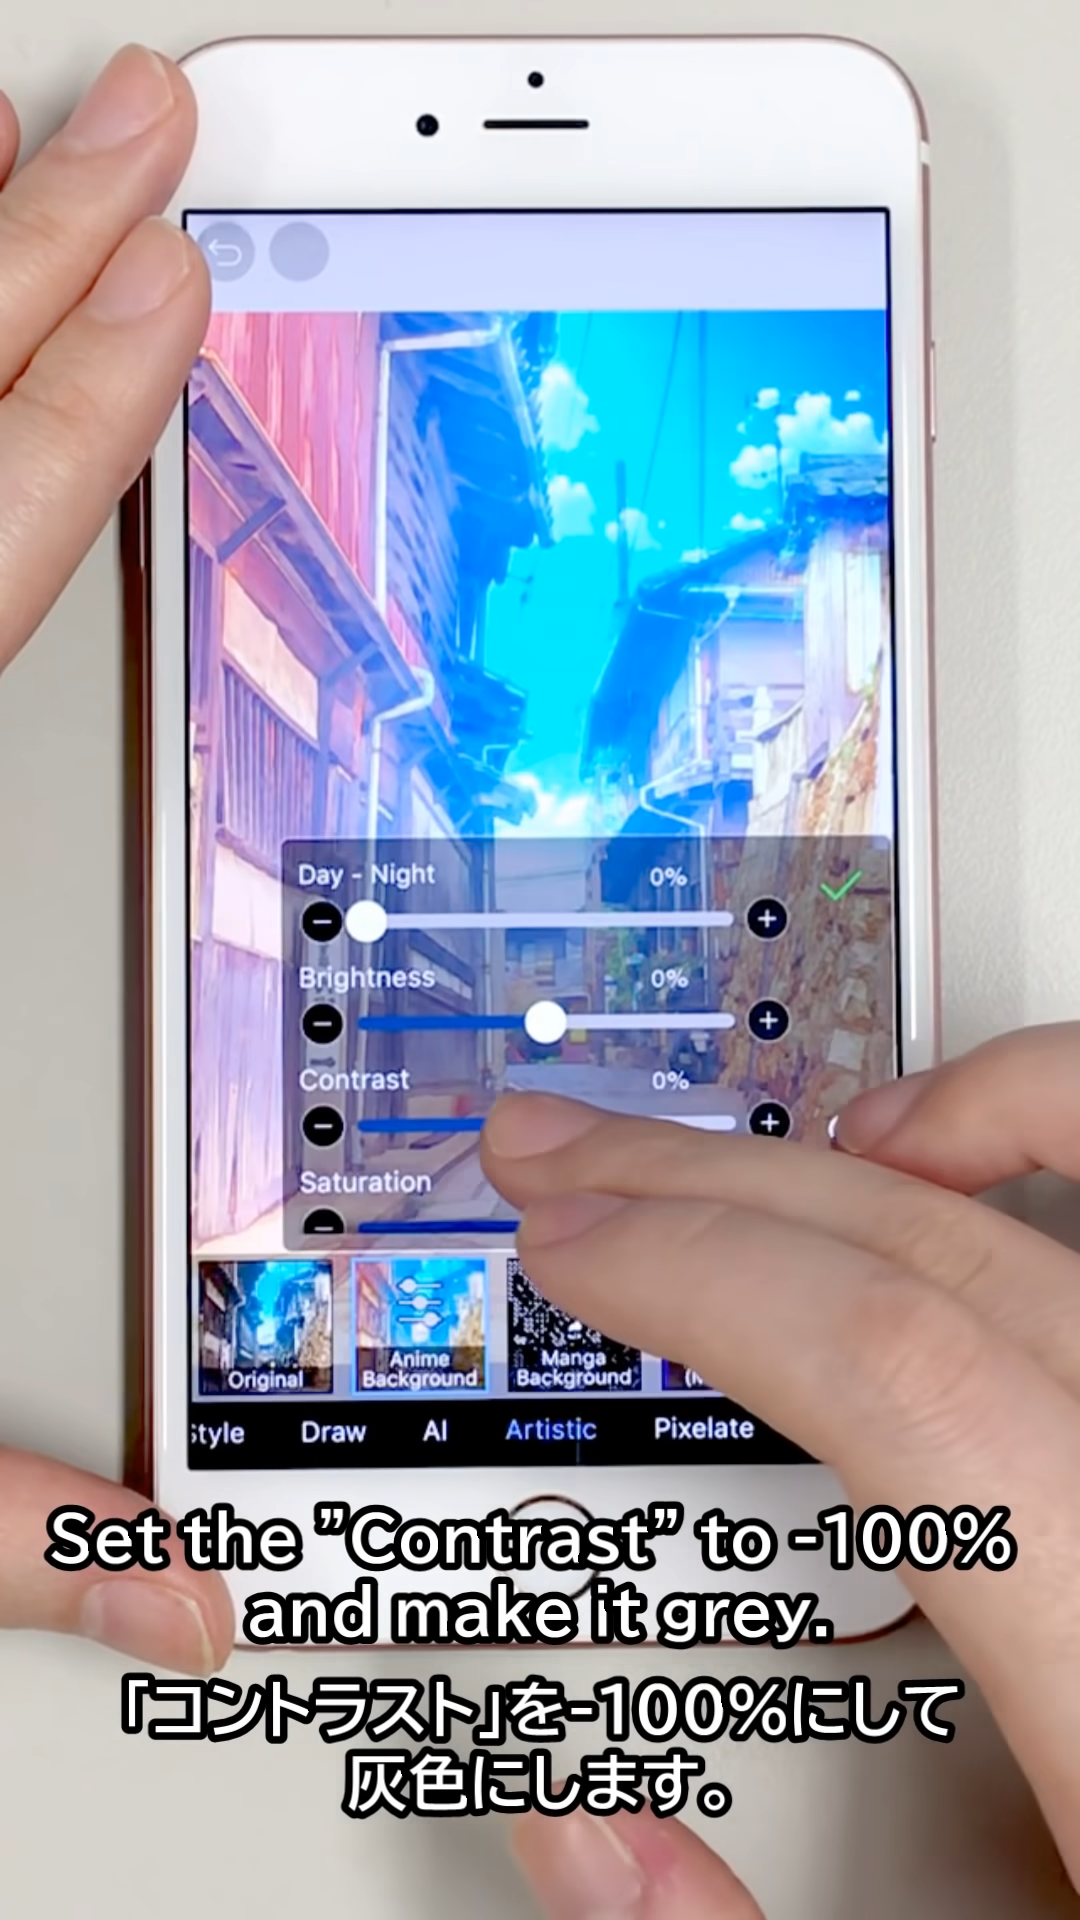 Day - Night 0%
Brightness 0%
Contrast 0%
Saturation
Original
Anime Background
Manga Background
Style Draw AI Artistic Pixelate
Set the ”Contrast” to -100%
and make it grey.
「コントラスト」を-100%にして
灰色にします。